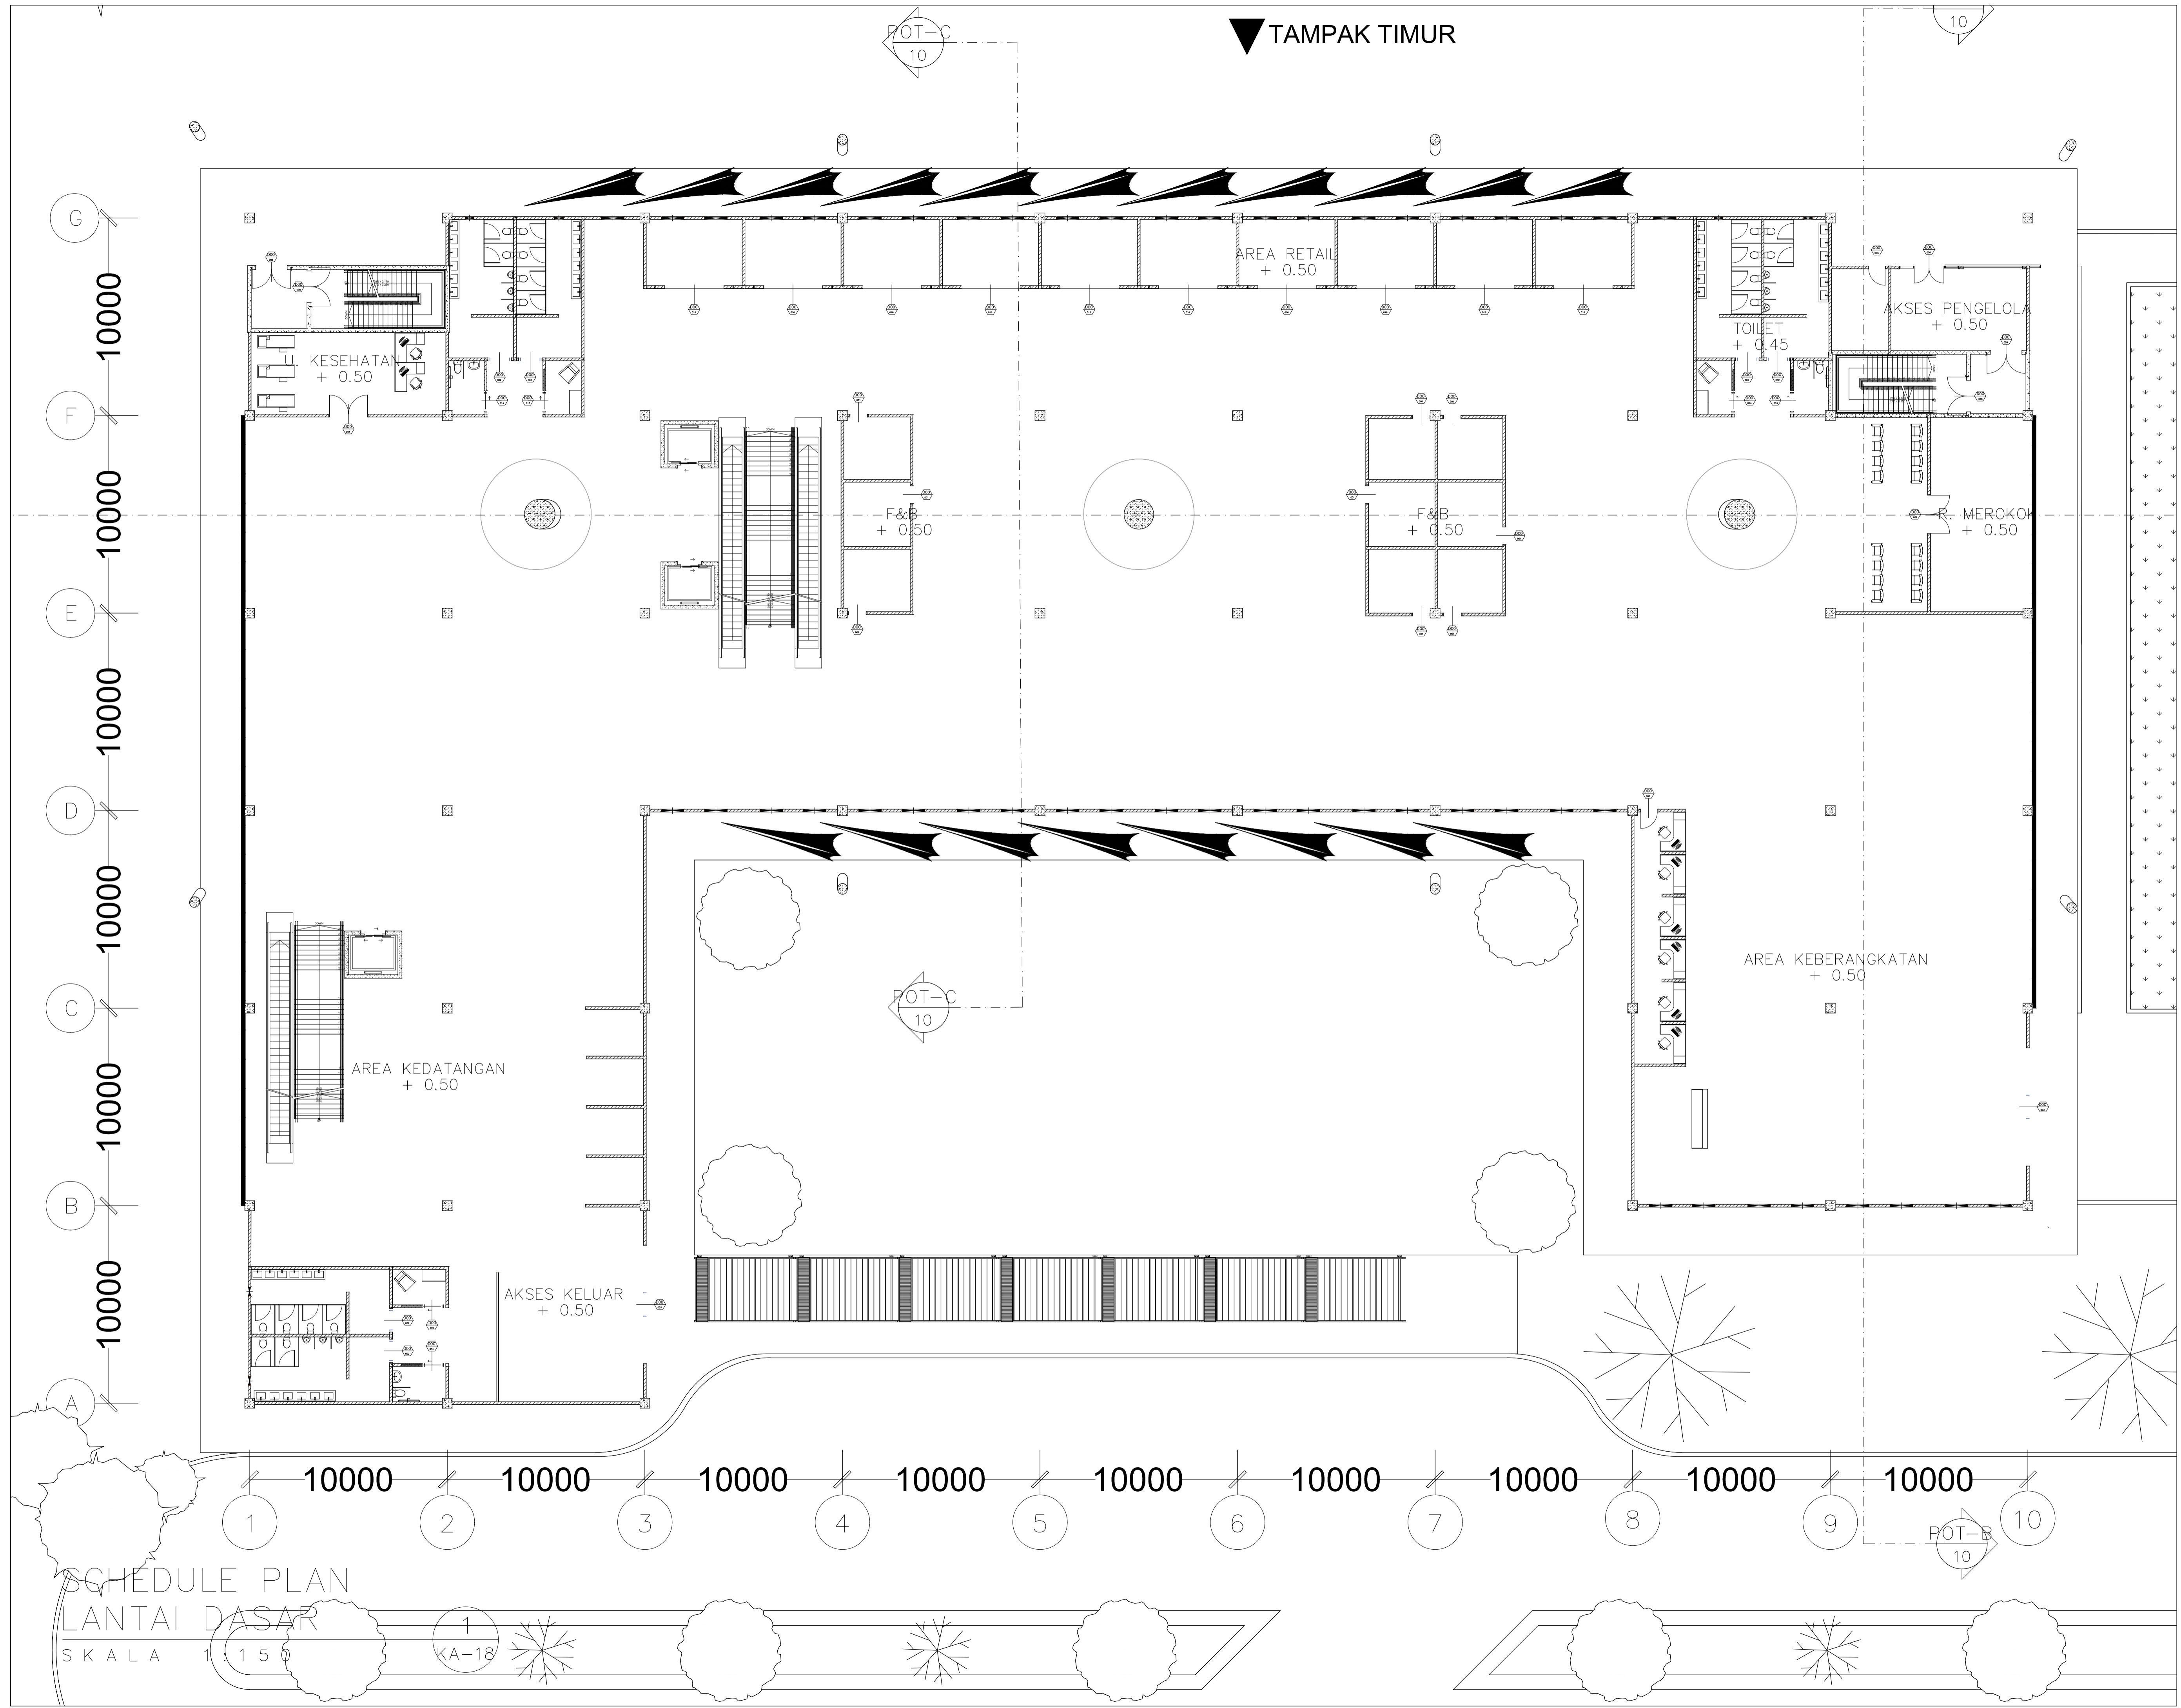 POT-C
10
TAMPAK TIMUR
10
G
AREA RETAIL
+ 0.50
10000
AKSES PENGELOLA
+ 0.50
TOILET
+ 0.45
U. KESEHATAN
+ 0.50
F
10000
F&B
+ 0.50
F&B
+ 0.50
R. MEROKOK
+ 0.50
E
10000
D
10000
AREA KEBERANGKATAN
+ 0.50
POT-C
10
C
AREA KEDATANGAN
+ 0.50
10000
B
AKSES KELUAR
+ 0.50
10000
A
10000 10000 10000 10000 10000 10000 10000 10000 10000
1 2 3 4 5 6 7 8 9 10
POT-B
10
SCHEDULE PLAN
LANTAI DASAR
SKALA 1:150
1
KA-18